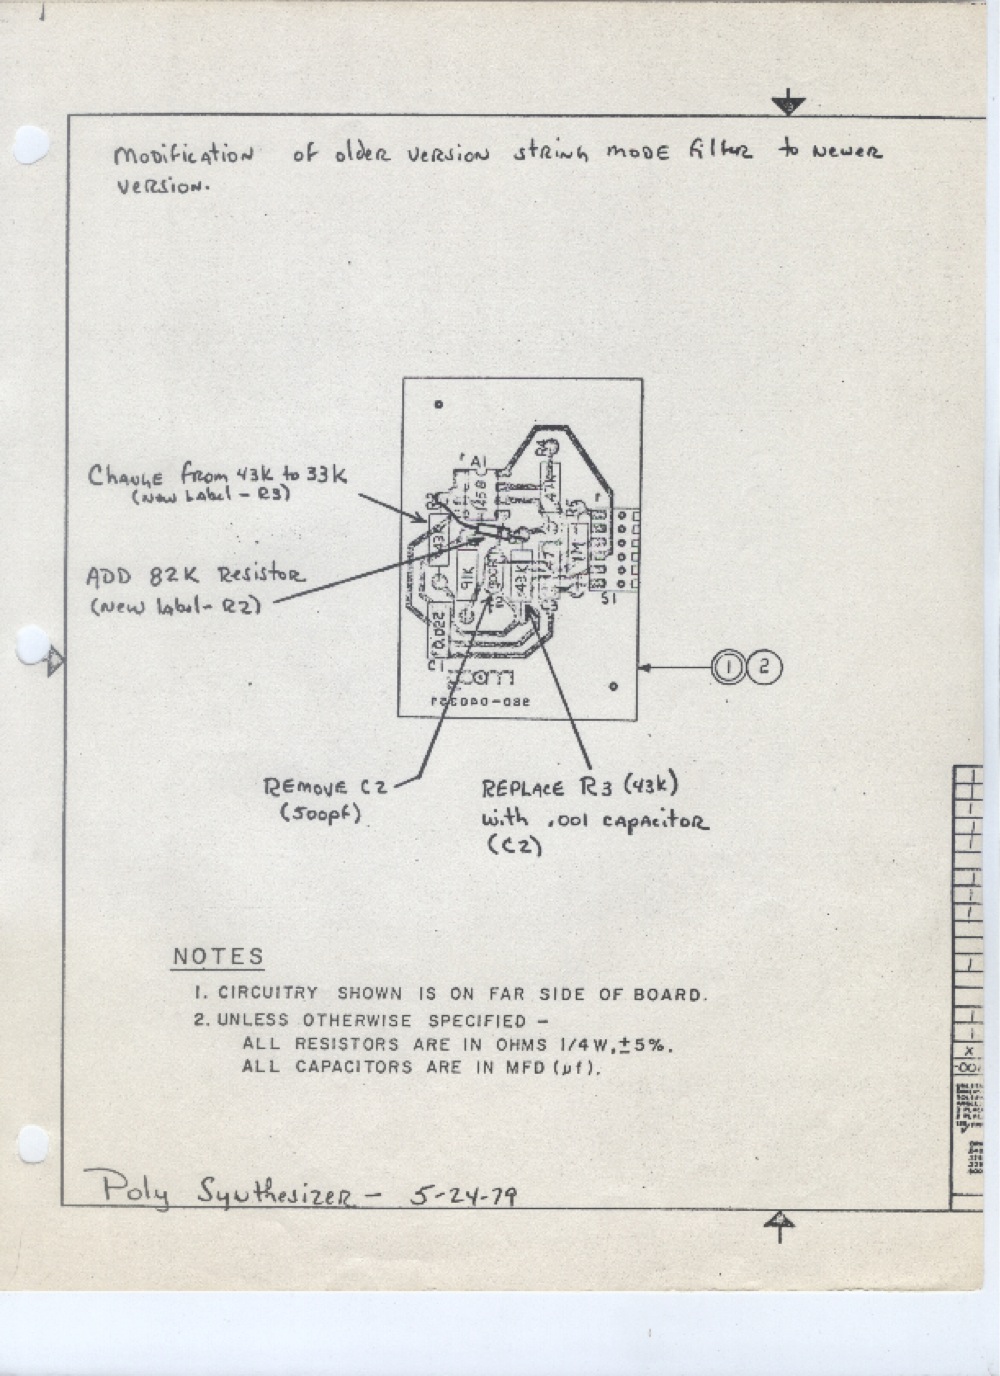 Modification of older version string mode filter to newer
version.
Change from 43K to 33K
(New Label - R3)
ADD 82K Resistor
(New Label - R2)
A1
R4
R2
1458
47K
R5
43K
91K
43K
47
1M
S1
.022
C1
1
2
REMOVE C2
(500pf)
REPLACE R3 (43K)
with .001 capacitor
(C2)
NOTES
1. CIRCUITRY SHOWN IS ON FAR SIDE OF BOARD.
2. UNLESS OTHERWISE SPECIFIED -
ALL RESISTORS ARE IN OHMS 1/4W, ±5%.
ALL CAPACITORS ARE IN MFD (µf).
X
Poly Synthesizer - 5-24-79